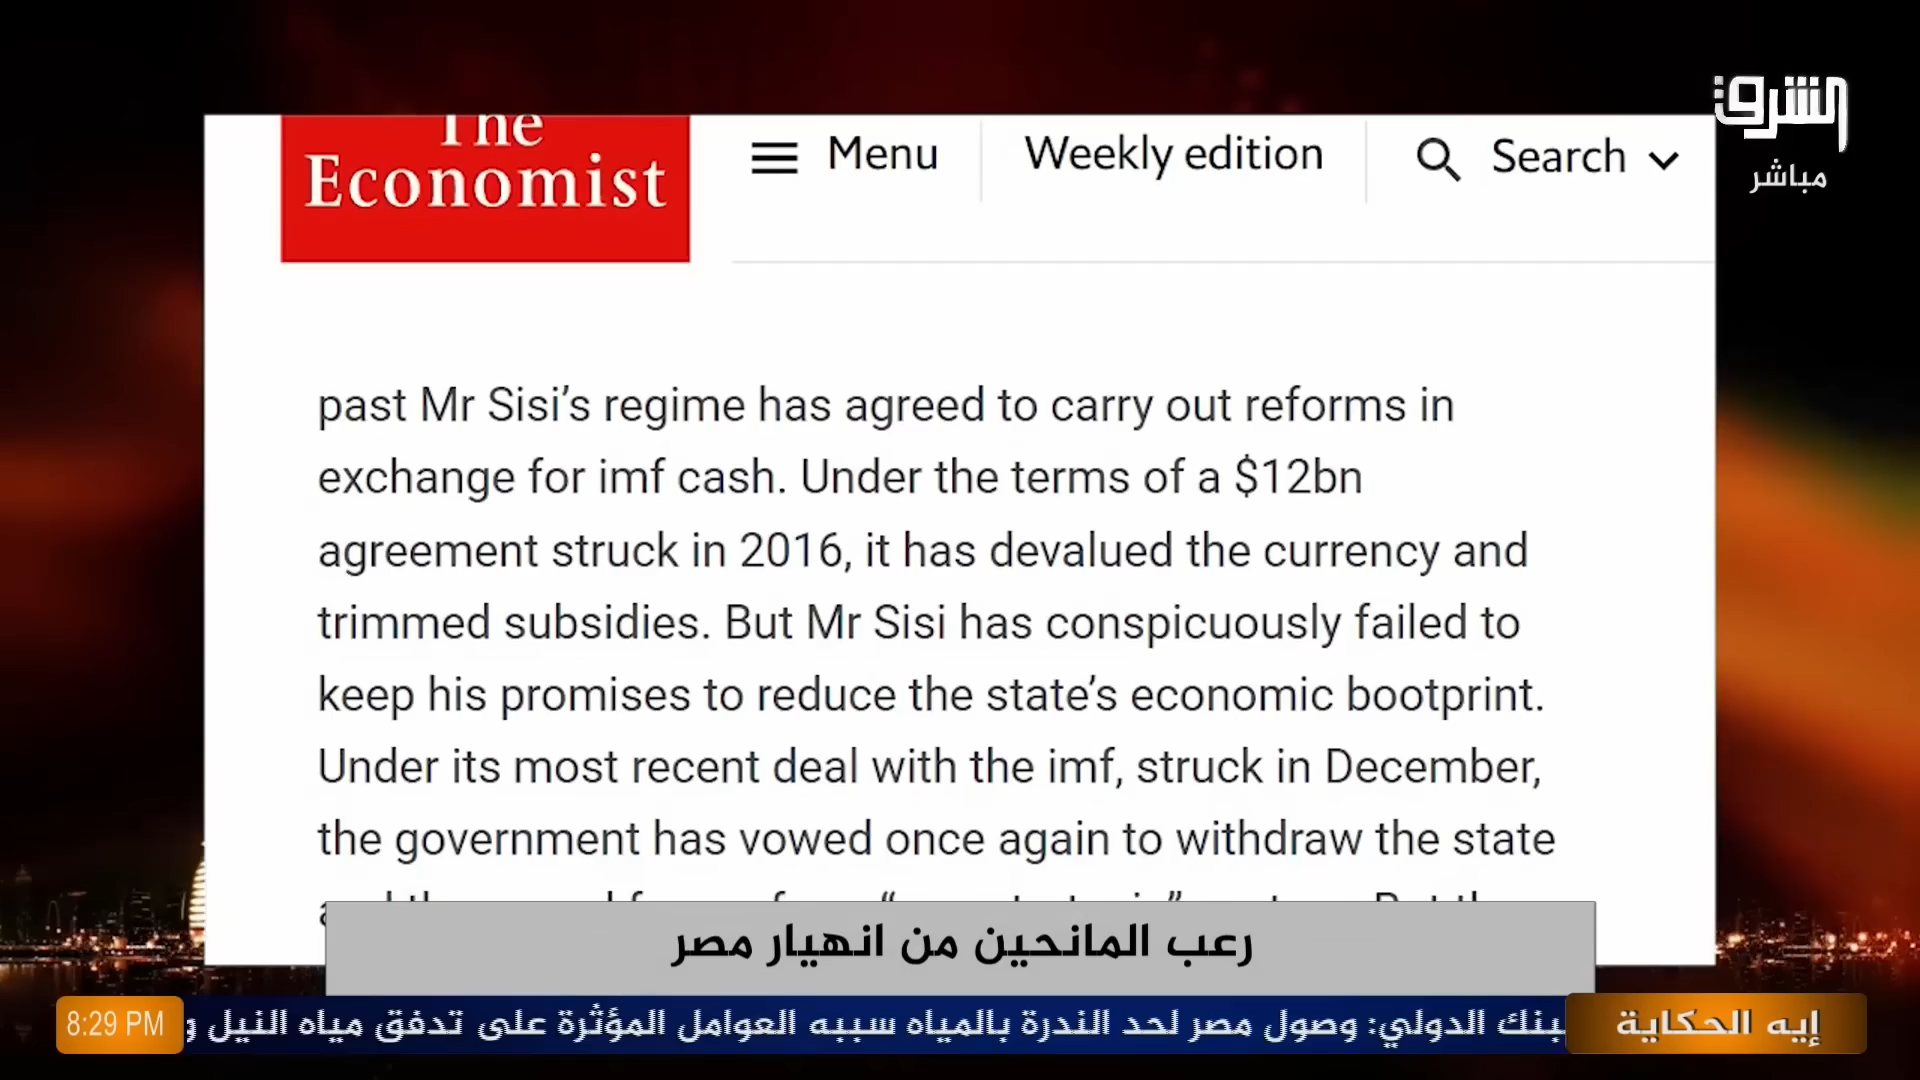 الشرق
مباشر
The
Economist
Menu
Weekly edition
Search
past Mr Sisi's regime has agreed to carry out reforms in
exchange for imf cash. Under the terms of a $12bn
agreement struck in 2016, it has devalued the currency and
trimmed subsidies. But Mr Sisi has conspicuously failed to
keep his promises to reduce the state's economic bootprint.
Under its most recent deal with the imf, struck in December,
the government has vowed once again to withdraw the state
رعب المانحين من انهيار مصر
إيه الحكاية
الدولي: وصول مصر لحد الندرة بالمياه سببه العوامل المؤثرة على تدفق مياه النيل و
8:29 PM